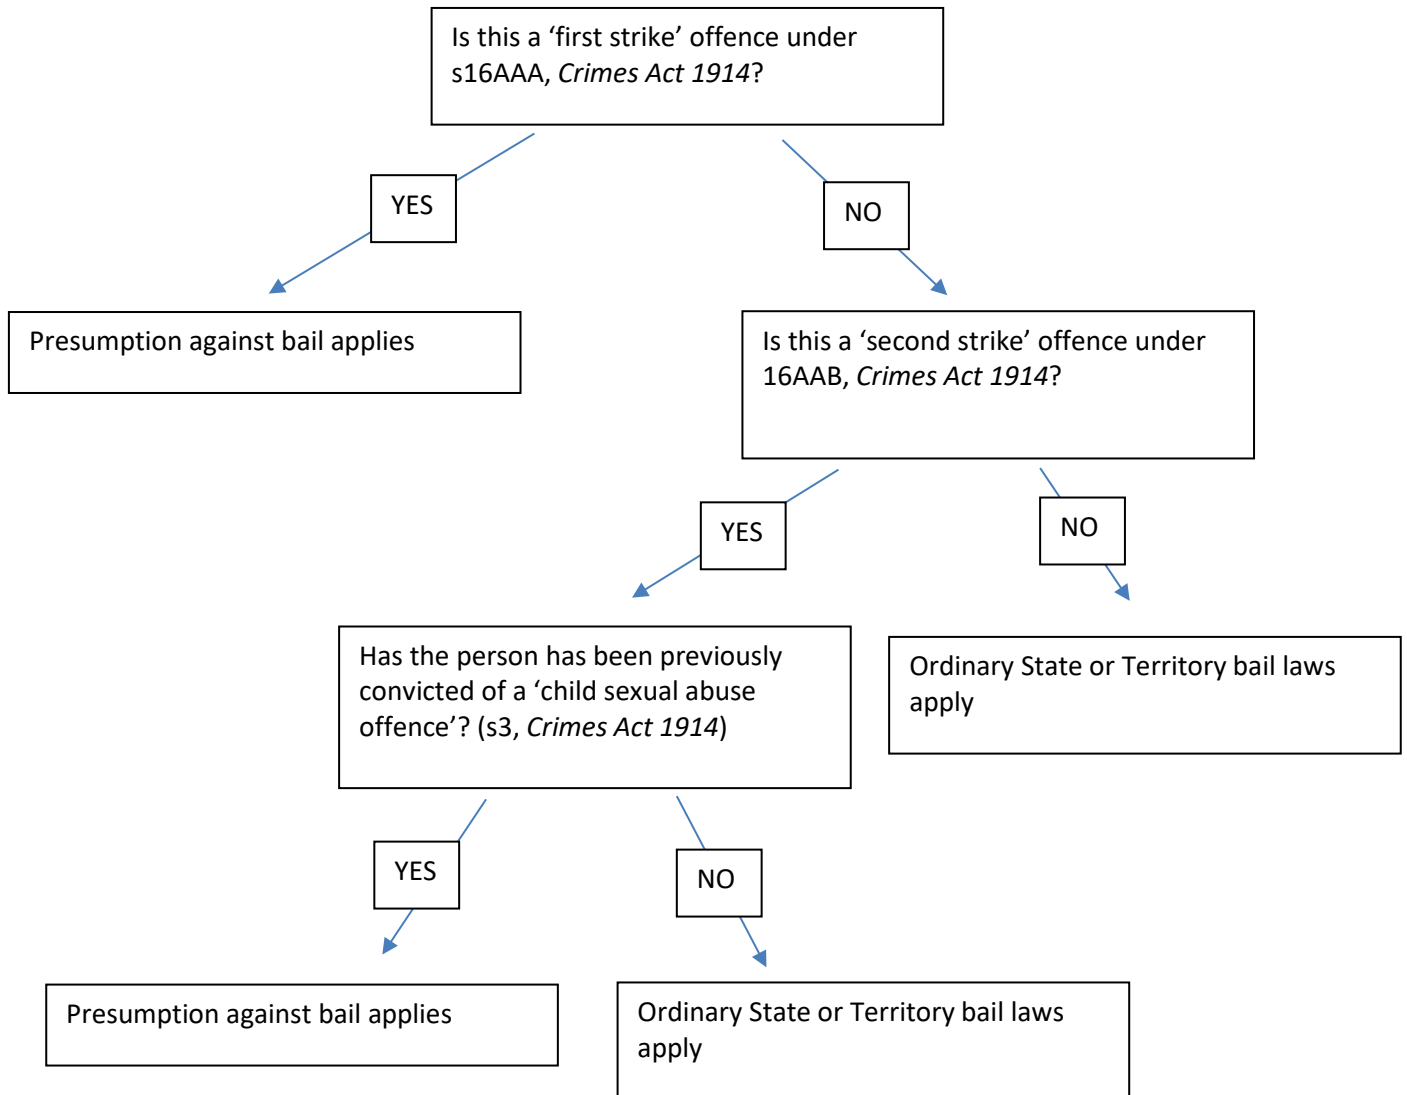 Is this a ‘first strike’ offence under
s16AAA, Crimes Act 1914?
YES
NO
Presumption against bail applies
Is this a ‘second strike’ offence under
16AAB, Crimes Act 1914?
YES
NO
Has the person has been previously
convicted of a ‘child sexual abuse
offence’? (s3, Crimes Act 1914)
Ordinary State or Territory bail laws
apply
YES
NO
Presumption against bail applies
Ordinary State or Territory bail laws
apply